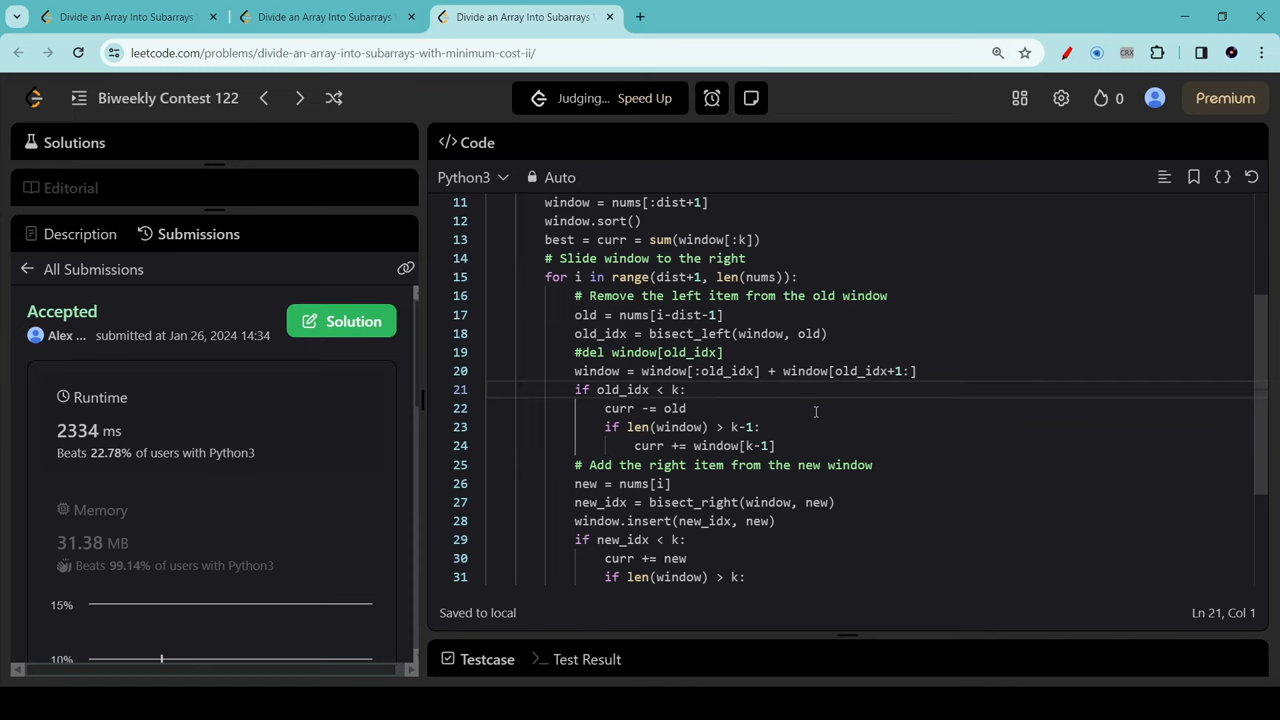 Divide an Array Into Subarrays
Divide an Array Into Subarrays
Divide an Array Into Subarrays
leetcode.com/problems/divide-an-array-into-subarrays-with-minimum-cost-ii/
CRX
Biweekly Contest 122
Judging... Speed Up
0
Premium
Solutions
Editorial
Description
Submissions
All Submissions
Accepted
Alex ... submitted at Jan 26, 2024 14:34
Solution
Runtime
2334 ms
Beats 22.78% of users with Python3
Memory
31.38 MB
Beats 99.14% of users with Python3
15%
10%
</> Code
Python3
Auto
11 window = nums[:dist+1]
12 window.sort()
13 best = curr = sum(window[:k])
14 # Slide window to the right
15 for i in range(dist+1, len(nums)):
16 # Remove the left item from the old window
17 old = nums[i-dist-1]
18 old_idx = bisect_left(window, old)
19 #del window[old_idx]
20 window = window[:old_idx] + window[old_idx+1:]
21 if old_idx < k:
22 curr -= old
23 if len(window) > k-1:
24 curr += window[k-1]
25 # Add the right item from the new window
26 new = nums[i]
27 new_idx = bisect_right(window, new)
28 window.insert(new_idx, new)
29 if new_idx < k:
30 curr += new
31 if len(window) > k:
Saved to local
Ln 21, Col 1
Testcase
Test Result